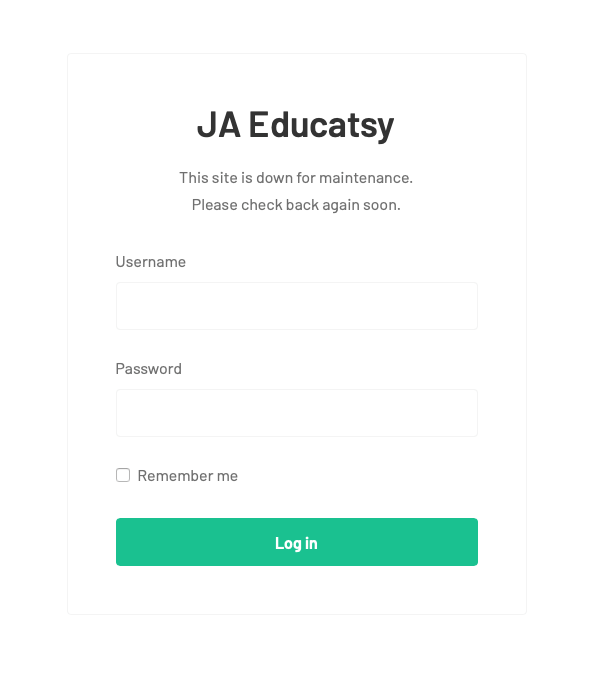 JA Educatsy
This site is down for maintenance.
Please check back again soon.
Username
Password
Remember me
Log in